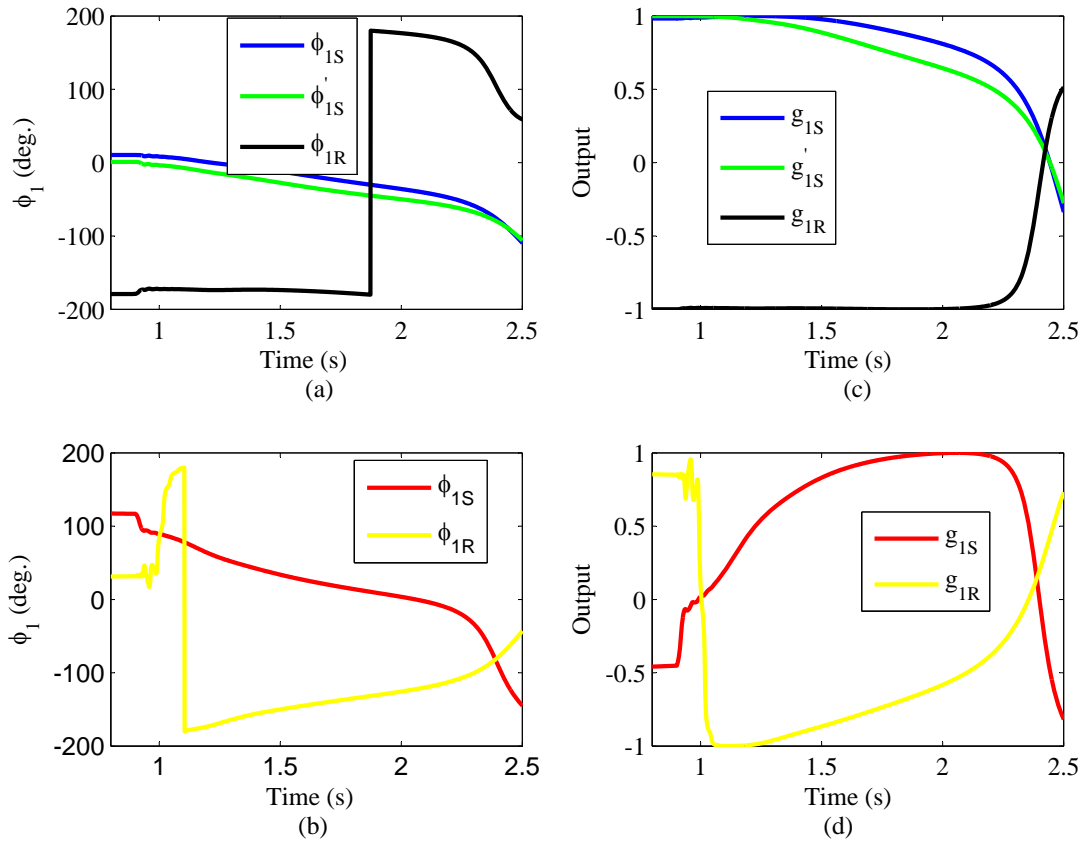 200
100
0
-100
-200
ϕ1 (deg.)
ϕ1S
ϕ'1S
ϕ1R
1
1.5
2
2.5
Time (s)
(a)
1
0.5
0
-0.5
-1
Output
g1S
g'1S
g1R
1
1.5
2
2.5
Time (s)
(c)
200
100
0
-100
-200
ϕ1 (deg.)
ϕ1S
ϕ1R
1
1.5
2
2.5
Time (s)
(b)
1
0.5
0
-0.5
-1
Output
g1S
g1R
1
1.5
2
2.5
Time (s)
(d)